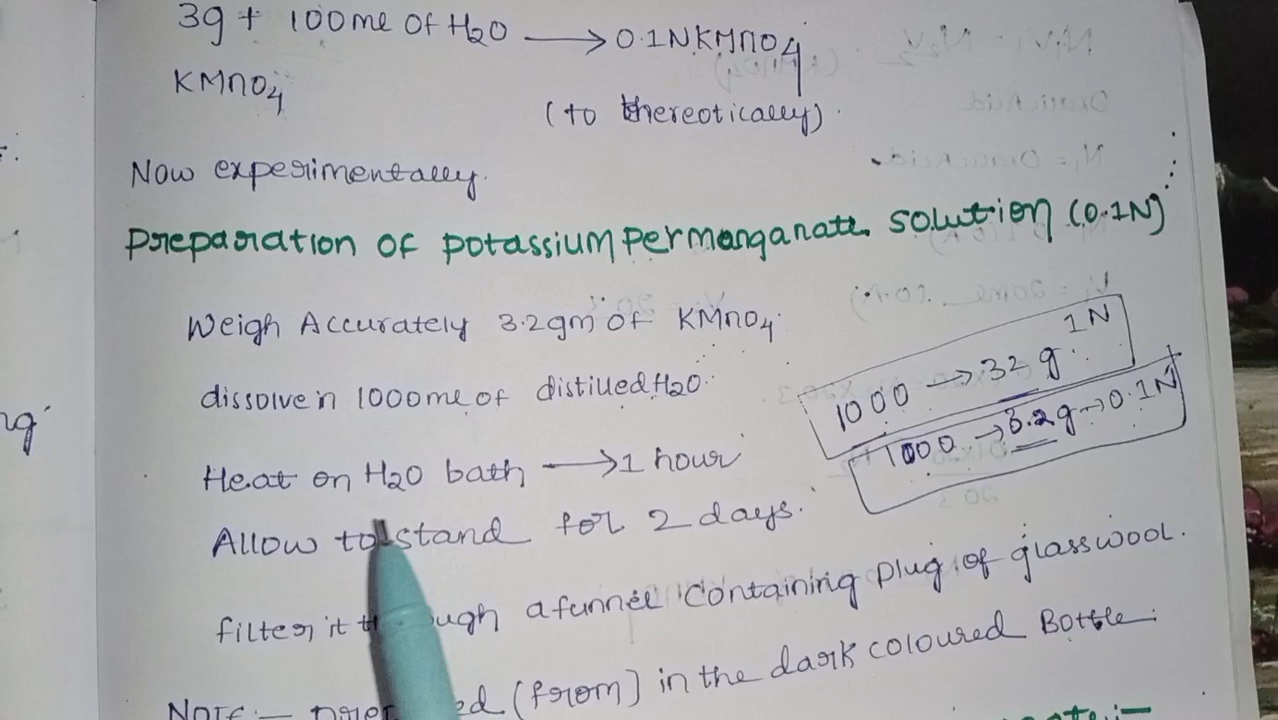 3g + 100ml of H2O → 0.1N KMnO4
KMnO4
(to thereotically).
Now experimentally.
preparation of potassium permanganate solution (0.1N)
Weigh Accurately 3.2gm of KMnO4.
dissolve in 1000ml of distilled H2O.
1000 → 32 g 1N
1000 → 3.2g → 0.1N
Heat on H2O bath → 1 hour
Allow to stand for 2 days.
filter it a funnel containing plug of glasswool.
Note:- (from) in the dark coloured Bottle.